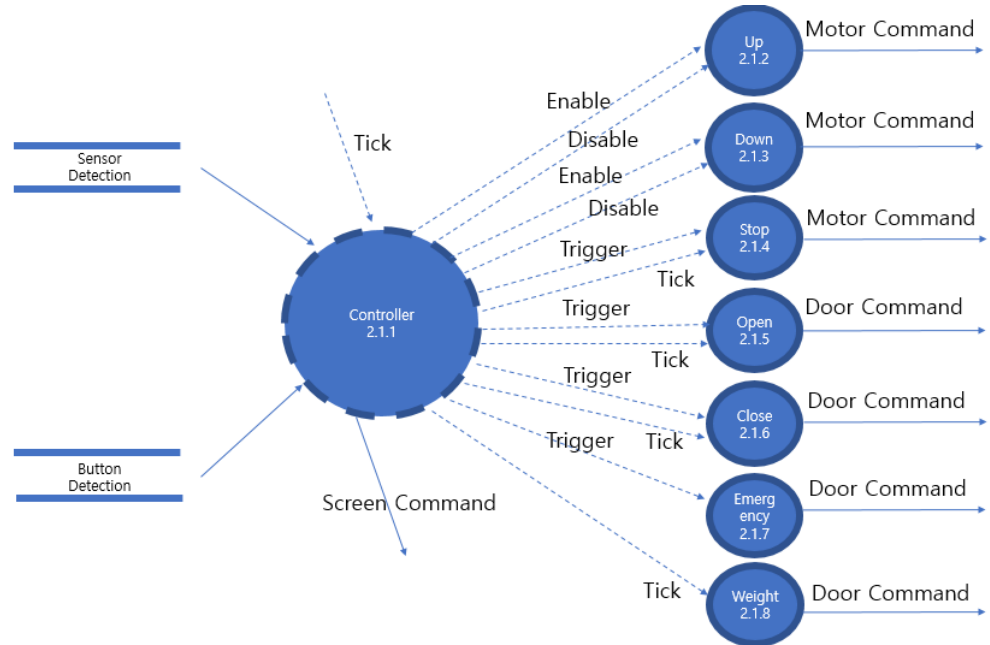 Up
2.1.2
Motor Command
Enable
Tick
Disable
Down
2.1.3
Motor Command
Sensor
Detection
Enable
Disable
Stop
2.1.4
Motor Command
Trigger
Tick
Controller
2.1.1
Trigger
Open
2.1.5
Door Command
Tick
Trigger
Close
2.1.6
Door Command
Trigger
Tick
Button
Detection
Screen Command
Emerg
ency
2.1.7
Door Command
Tick
Weight
2.1.8
Door Command